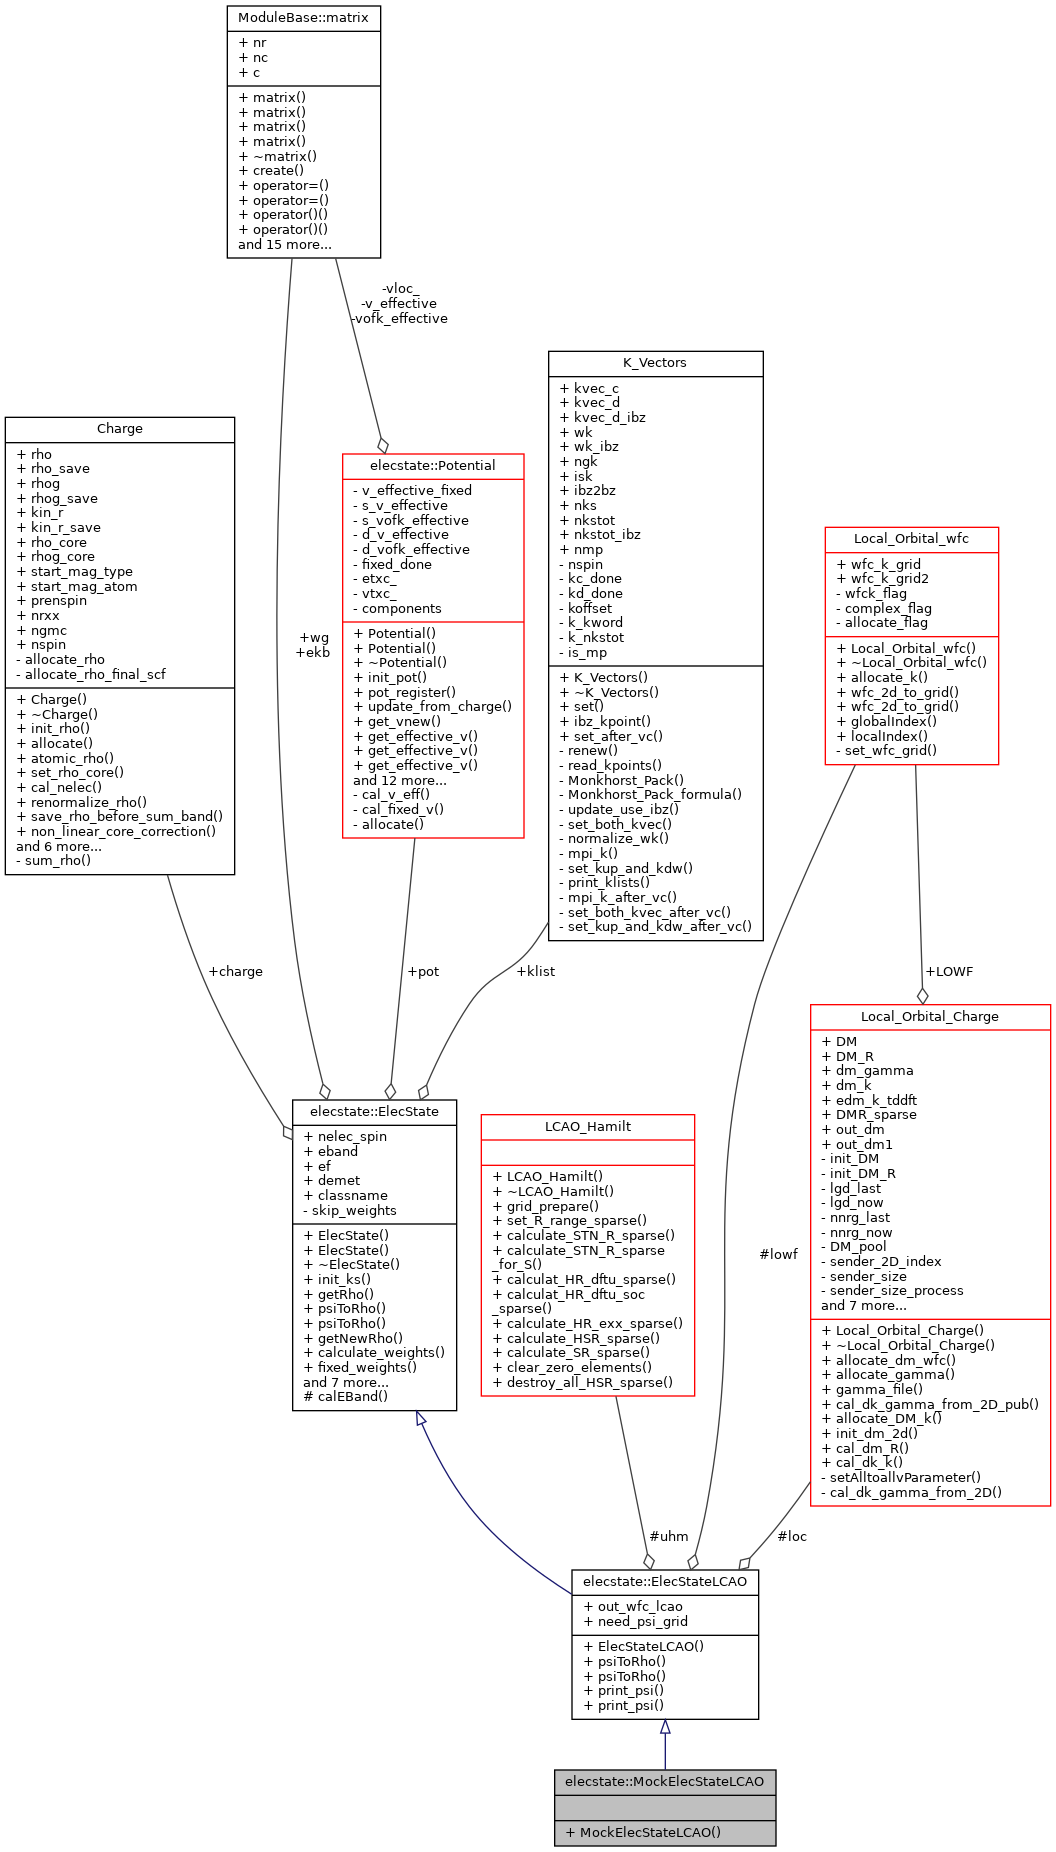 ModuleBase::matrix
+ nr
+ nc
+ c
+ matrix()
+ matrix()
+ matrix()
+ matrix()
+ ~matrix()
+ create()
+ operator=()
+ operator=()
+ operator()()
+ operator()()
and 15 more...
-vloc_
-v_effective
-vofk_effective
K_Vectors
+ kvec_c
+ kvec_d
+ kvec_d_ibz
+ wk
+ wk_ibz
+ ngk
+ isk
+ ibz2bz
+ nks
+ nkstot
+ nkstot_ibz
+ nmp
- nspin
- kc_done
- kd_done
- koffset
- k_kword
- k_nkstot
- is_mp
+ K_Vectors()
+ ~K_Vectors()
+ set()
+ ibz_kpoint()
+ set_after_vc()
- renew()
- read_kpoints()
- Monkhorst_Pack()
- Monkhorst_Pack_formula()
- update_use_ibz()
- set_both_kvec()
- normalize_wk()
- mpi_k()
- set_kup_and_kdw()
- print_klists()
- mpi_k_after_vc()
- set_both_kvec_after_vc()
- set_kup_and_kdw_after_vc()
Charge
+ rho
+ rho_save
+ rhog
+ rhog_save
+ kin_r
+ kin_r_save
+ rho_core
+ rhog_core
+ start_mag_type
+ start_mag_atom
+ prenspin
+ nrxx
+ ngmc
+ nspin
- allocate_rho
- allocate_rho_final_scf
+ Charge()
+ ~Charge()
+ init_rho()
+ allocate()
+ atomic_rho()
+ set_rho_core()
+ cal_nelec()
+ renormalize_rho()
+ save_rho_before_sum_band()
+ non_linear_core_correction()
and 6 more...
- sum_rho()
elecstate::Potential
- v_effective_fixed
- s_v_effective
- s_vofk_effective
- d_v_effective
- d_vofk_effective
- fixed_done
- etxc_
- vtxc_
- components
+ Potential()
+ Potential()
+ ~Potential()
+ init_pot()
+ pot_register()
+ update_from_charge()
+ get_vnew()
+ get_effective_v()
+ get_effective_v()
+ get_effective_v()
and 12 more...
- cal_v_eff()
- cal_fixed_v()
- allocate()
Local_Orbital_wfc
+ wfc_k_grid
+ wfc_k_grid2
- wfck_flag
- complex_flag
- allocate_flag
+ Local_Orbital_wfc()
+ ~Local_Orbital_wfc()
+ allocate_k()
+ wfc_2d_to_grid()
+ wfc_2d_to_grid()
+ globalIndex()
+ localIndex()
- set_wfc_grid()
+wg
+ekb
+charge
+pot
+klist
+LOWF
Local_Orbital_Charge
+ DM
+ DM_R
+ dm_gamma
+ dm_k
+ edm_k_tddft
+ DMR_sparse
+ out_dm
+ out_dm1
- init_DM
- init_DM_R
- lgd_last
- lgd_now
- nnrg_last
- nnrg_now
- DM_pool
- sender_2D_index
- sender_size
- sender_size_process
and 7 more...
+ Local_Orbital_Charge()
+ ~Local_Orbital_Charge()
+ allocate_dm_wfc()
+ allocate_gamma()
+ gamma_file()
+ cal_dk_gamma_from_2D_pub()
+ allocate_DM_k()
+ init_dm_2d()
+ cal_dm_R()
+ cal_dk_k()
- setAlltoallvParameter()
- cal_dk_gamma_from_2D()
elecstate::ElecState
+ nelec_spin
+ eband
+ ef
+ demet
+ classname
- skip_weights
+ ElecState()
+ ElecState()
+ ~ElecState()
+ init_ks()
+ getRho()
+ psiToRho()
+ psiToRho()
+ getNewRho()
+ calculate_weights()
+ fixed_weights()
and 7 more...
# calEBand()
LCAO_Hamilt
+ LCAO_Hamilt()
+ ~LCAO_Hamilt()
+ grid_prepare()
+ set_R_range_sparse()
+ calculate_STN_R_sparse()
+ calculate_STN_R_sparse
_for_S()
+ calculat_HR_dftu_sparse()
+ calculat_HR_dftu_soc
_sparse()
+ calculate_HR_exx_sparse()
+ calculate_HSR_sparse()
+ calculate_SR_sparse()
+ clear_zero_elements()
+ destroy_all_HSR_sparse()
#lowf
#uhm
#loc
elecstate::ElecStateLCAO
+ out_wfc_lcao
+ need_psi_grid
+ ElecStateLCAO()
+ psiToRho()
+ psiToRho()
+ print_psi()
+ print_psi()
elecstate::MockElecStateLCAO
+ MockElecStateLCAO()